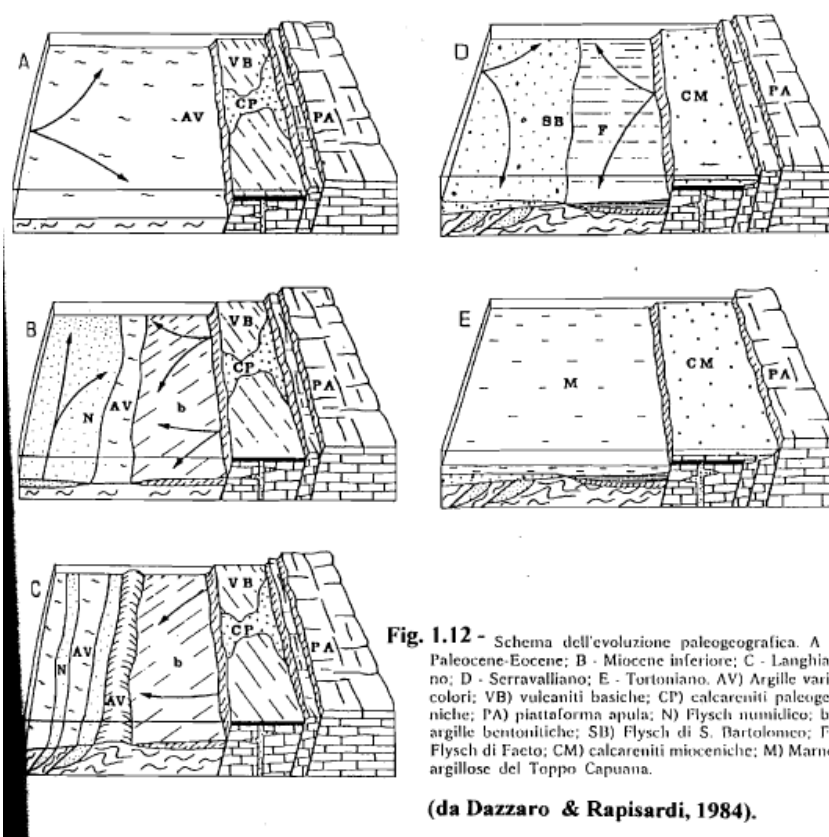 A
VB
CP
AV
PA
D
SB
F
CM
PA
B
VB
CP
N
AV
b
PA
E
M
CM
PA
C
VB
CP
N
AV
AV
b
PA
Fig. 1.12 - Schema dell'evoluzione paleogeografica. A
Paleocene-Eocene; B - Miocene inferiore; C - Langhia
no; D - Serravalliano; E - Tortoniano. AV) Argille vari
colori; VB) vulcaniti basiche; CP) calcareniti paleoge
niche; PA) piattaforma apula; N) Flysch numidico; b
argille bentonitiche; SB) Flysch di S. Bartolomeo; F
Flysch di Faeto; CM) calcareniti mioceniche; M) Marne
argillose del Toppo Capuana.
(da Dazzaro & Rapisardi, 1984).